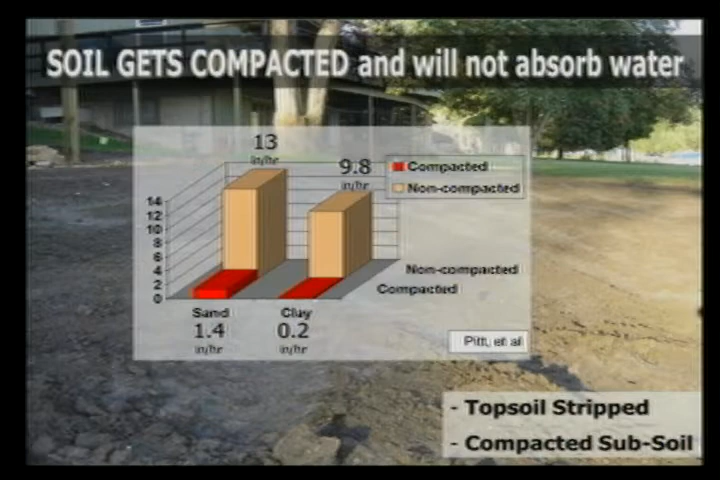 SOIL GETS COMPACTED and will not absorb water
13
in/hr
9.8
in/hr
Compacted
Non-compacted
14
12
10
8
6
4
2
0
Non-compacted
Compacted
Sand
Clay
1.4
0.2
in/hr
in/hr
Pitt, et al
- Topsoil Stripped
- Compacted Sub-Soil